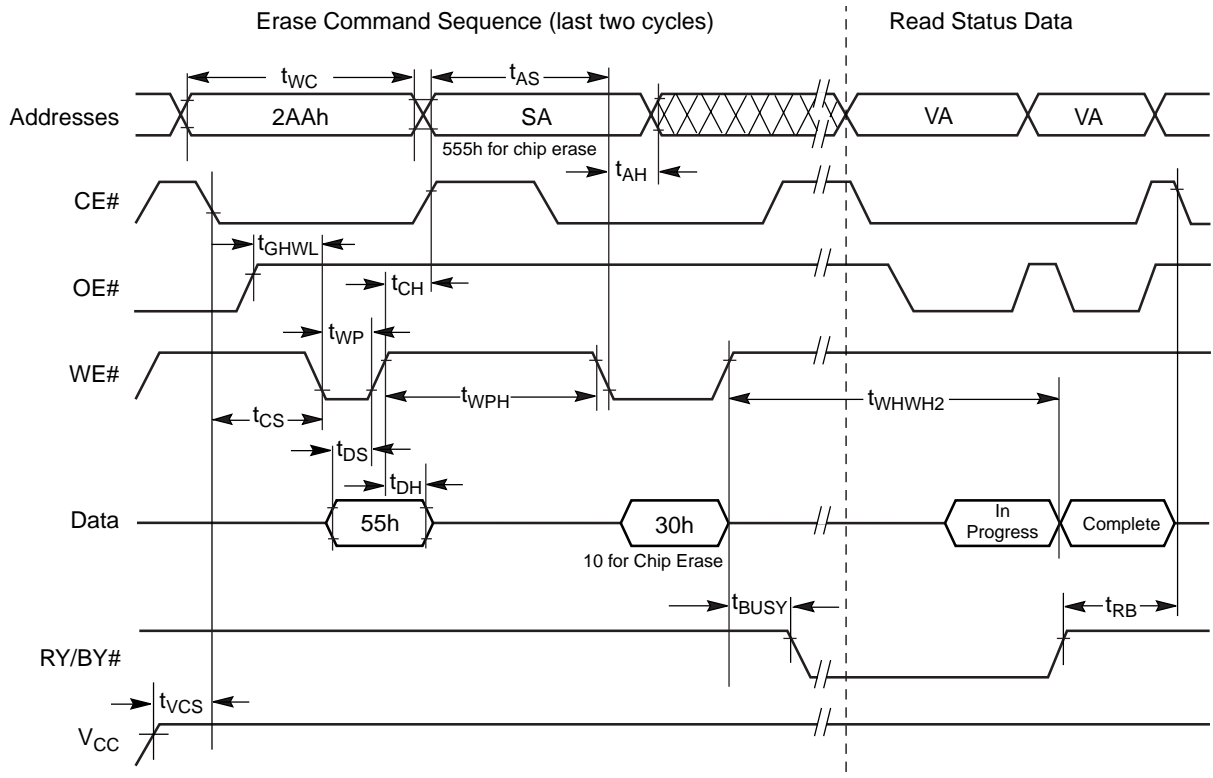 Erase Command Sequence (last two cycles)
Read Status Data
tWC
tAS
Addresses
2AAh
SA
VA
VA
555h for chip erase
tAH
CE#
tGHWL
OE#
tCH
tWP
WE#
tWPH
tWHWH2
tCS
tDS
tDH
Data
55h
30h
In
Progress
Complete
10 for Chip Erase
tBUSY
tRB
RY/BY#
tVCS
VCC